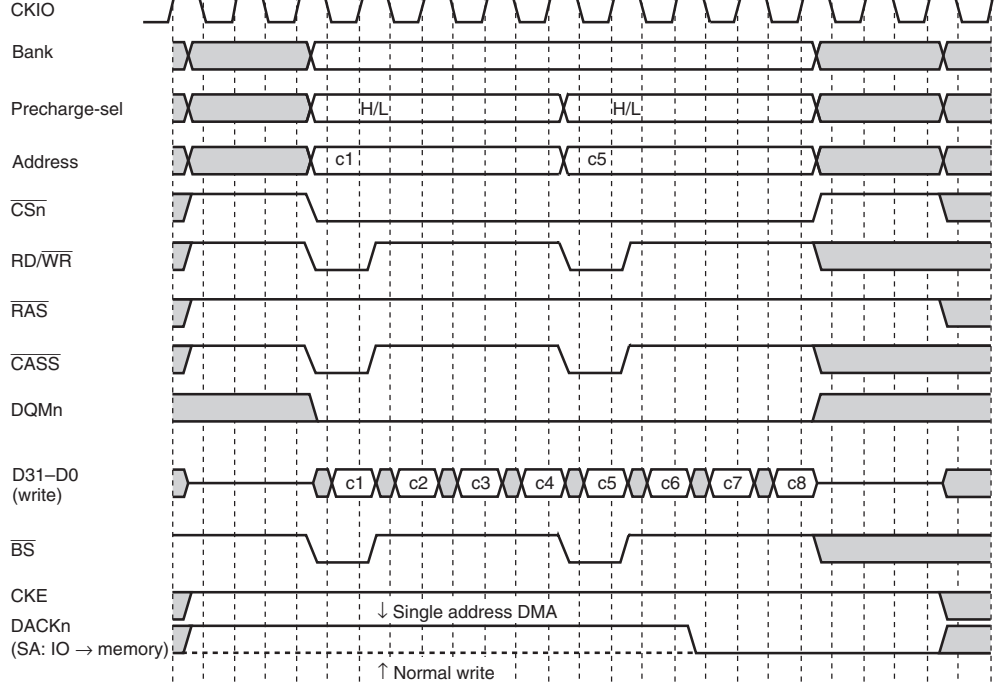 CKIO
Bank
Precharge-sel H/L H/L
Address c1 c5
CSn
RD/WR
RAS
CASS
DQMn
D31–D0
(write)
c1 c2 c3 c4 c5 c6 c7 c8
BS
CKE
↓ Single address DMA
DACKn
(SA: IO → memory)
↑ Normal write